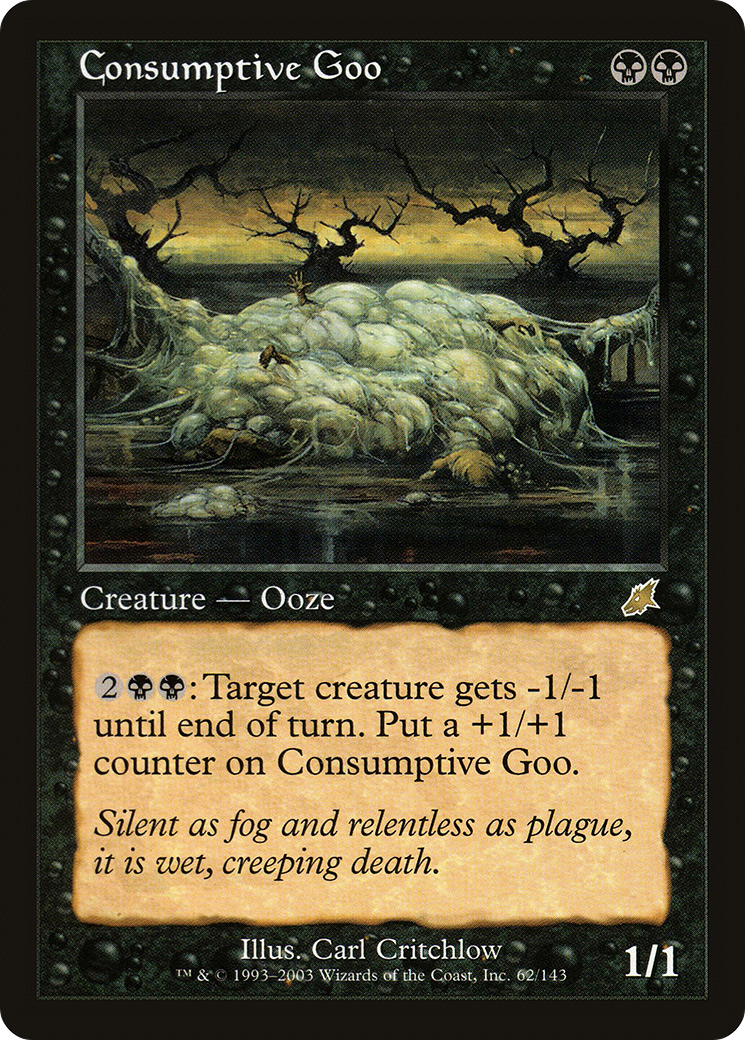 Consumptive Goo
Creature — Ooze
2: Target creature gets -1/-1
until end of turn. Put a +1/+1
counter on Consumptive Goo.
Silent as fog and relentless as plague,
it is wet, creeping death.
Illus. Carl Critchlow
™ & © 1993–2003 Wizards of the Coast, Inc. 62/143
1/1